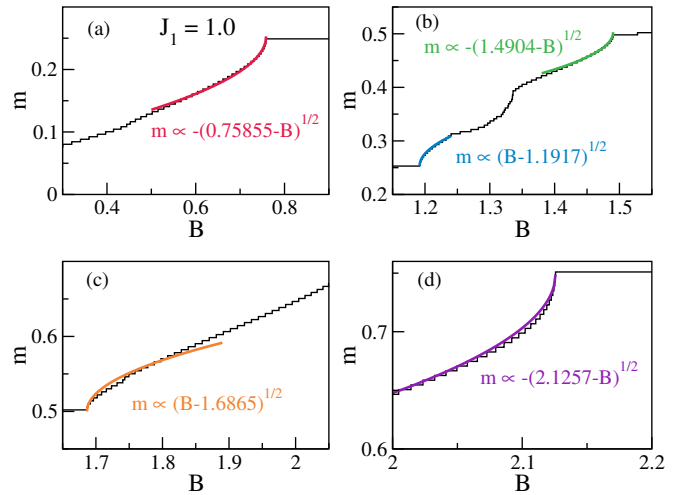 (a) J₁ = 1.0
m ∝ -(0.75855-B)^1/2
m
0.2
0.1
0
0.4 0.6 0.8
B
(b)
m ∝ -(1.4904-B)^1/2
m ∝ (B-1.1917)^1/2
m
0.5
0.4
0.3
0.2
1.2 1.3 1.4 1.5
B
(c)
m ∝ (B-1.6865)^1/2
m
0.6
0.5
1.7 1.8 1.9 2
B
(d)
m ∝ -(2.1257-B)^1/2
m
0.7
0.6
2 2.1 2.2
B